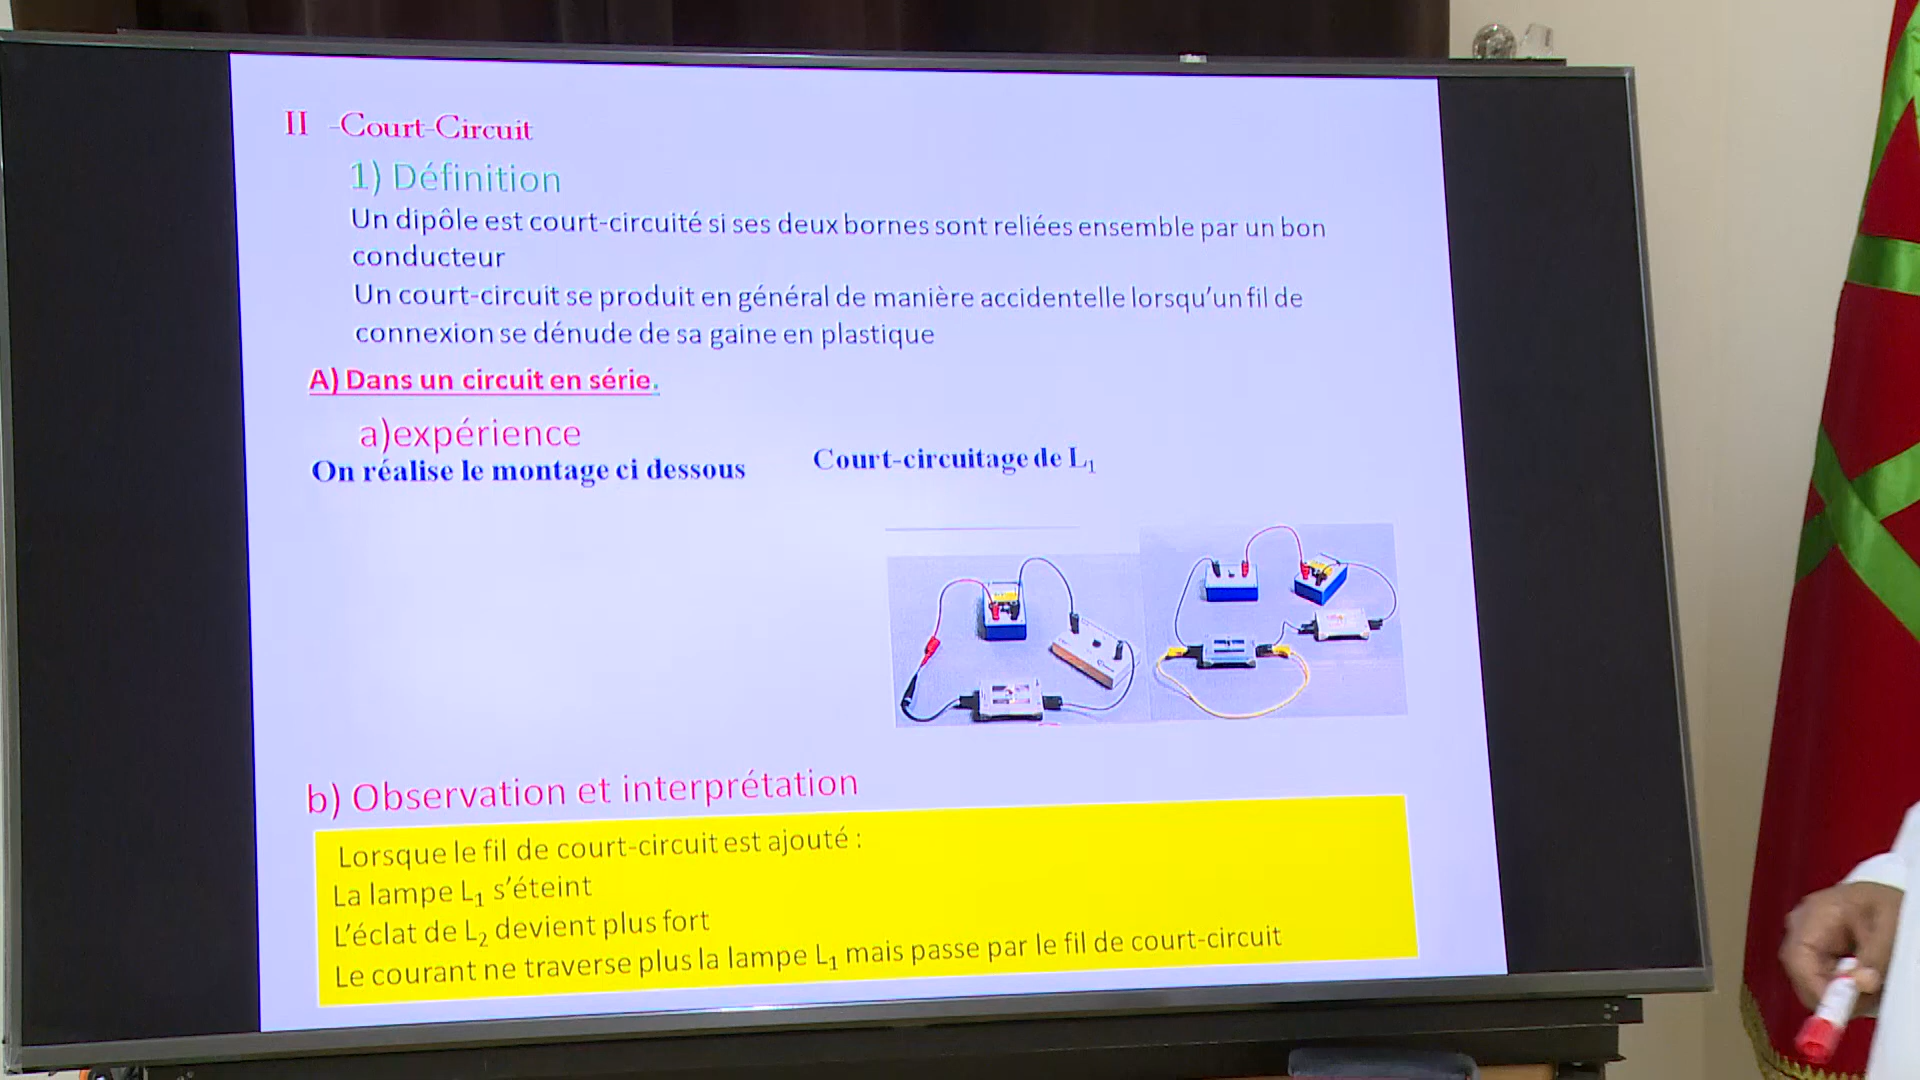 II -Court-Circuit
1) Définition
Un dipôle est court-circuité si ses deux bornes sont reliées ensemble par un bon
conducteur
Un court-circuit se produit en général de manière accidentelle lorsqu'un fil de
connexion se dénude de sa gaine en plastique
A) Dans un circuit en série.
a)expérience
On réalise le montage ci dessous
Court-circuitage de L₁
b) Observation et interprétation
Lorsque le fil de court-circuit est ajouté :
La lampe L₁ s'éteint
L'éclat de L₂ devient plus fort
Le courant ne traverse plus la lampe L₁ mais passe par le fil de court-circuit